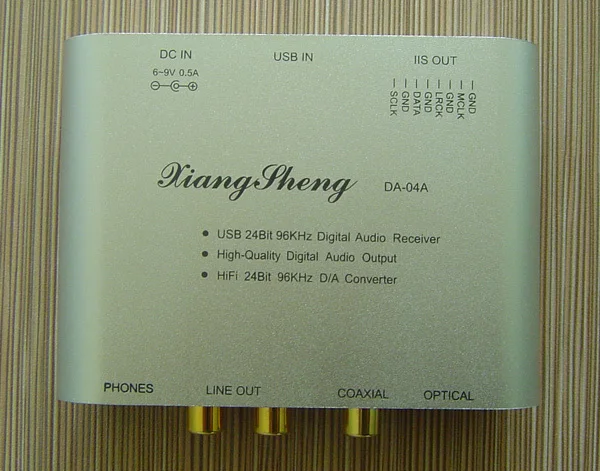 DC IN
USB IN
IIS OUT
6~9V 0.5A
SCLK
GND
DATA
GND
LRCK
GND
MCLK
GND
XiangSheng DA-04A
• USB 24Bit 96KHz Digital Audio Receiver
• High-Quality Digital Audio Output
• HiFi 24Bit 96KHz D/A Converter
PHONES
LINE OUT
COAXIAL
OPTICAL